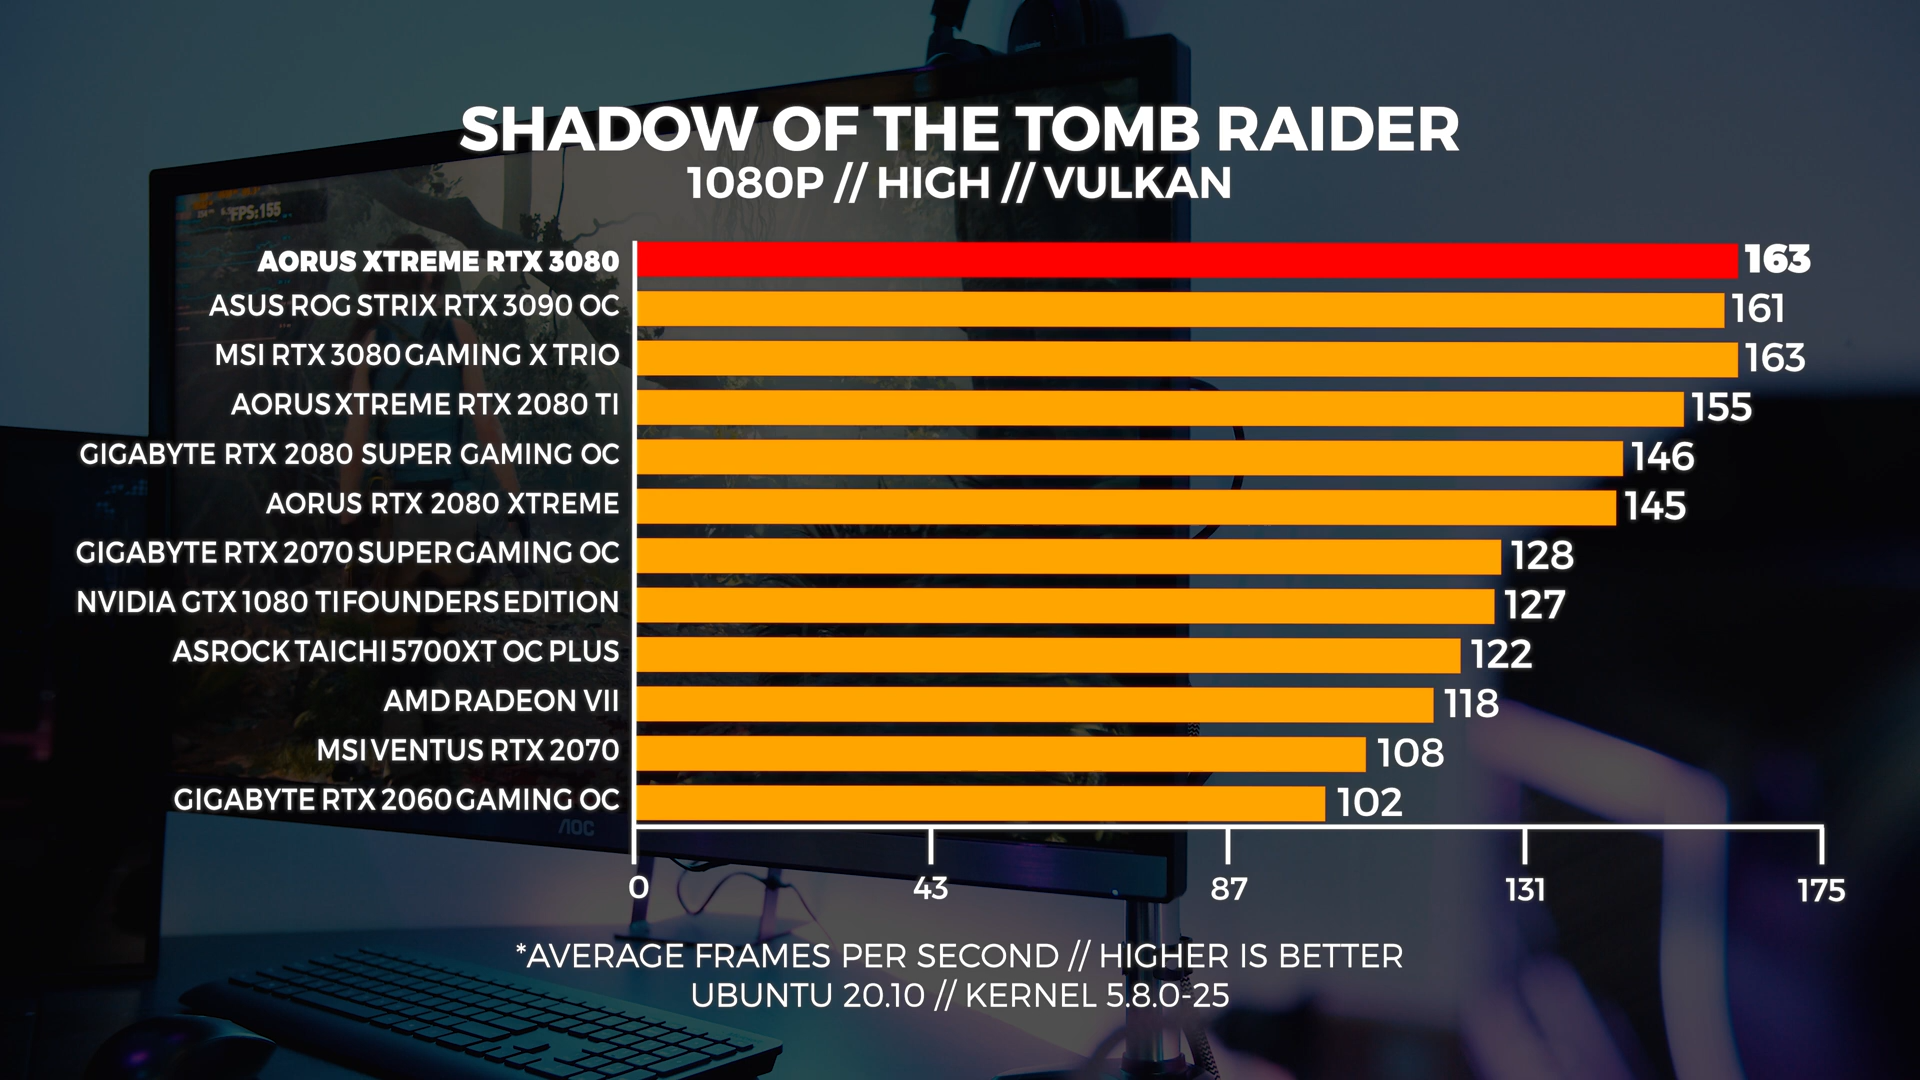 SHADOW OF THE TOMB RAIDER
1080P // HIGH // VULKAN
FPS:155
AORUS XTREME RTX 3080 163
ASUS ROG STRIX RTX 3090 OC 161
MSI RTX 3080 GAMING X TRIO 163
AORUS XTREME RTX 2080 TI 155
GIGABYTE RTX 2080 SUPER GAMING OC 146
AORUS RTX 2080 XTREME 145
GIGABYTE RTX 2070 SUPER GAMING OC 128
NVIDIA GTX 1080 TI FOUNDERS EDITION 127
ASROCK TAICHI 5700XT OC PLUS 122
AMD RADEON VII 118
MSI VENTUS RTX 2070 108
GIGABYTE RTX 2060 GAMING OC 102
AOC
0 43 87 131 175
*AVERAGE FRAMES PER SECOND // HIGHER IS BETTER
UBUNTU 20.10 // KERNEL 5.8.0-25